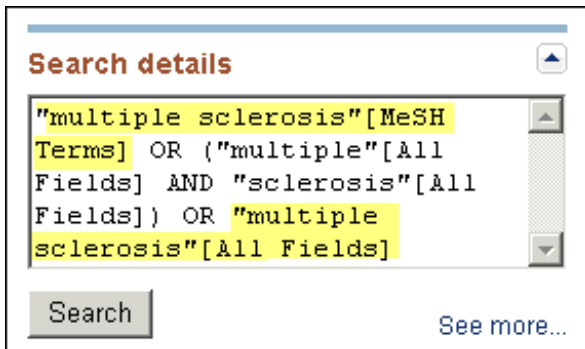 Search details
"multiple sclerosis"[MeSH
Terms] OR ("multiple"[All
Fields] AND "sclerosis"[All
Fields]) OR "multiple
sclerosis"[All Fields]
Search
See more...